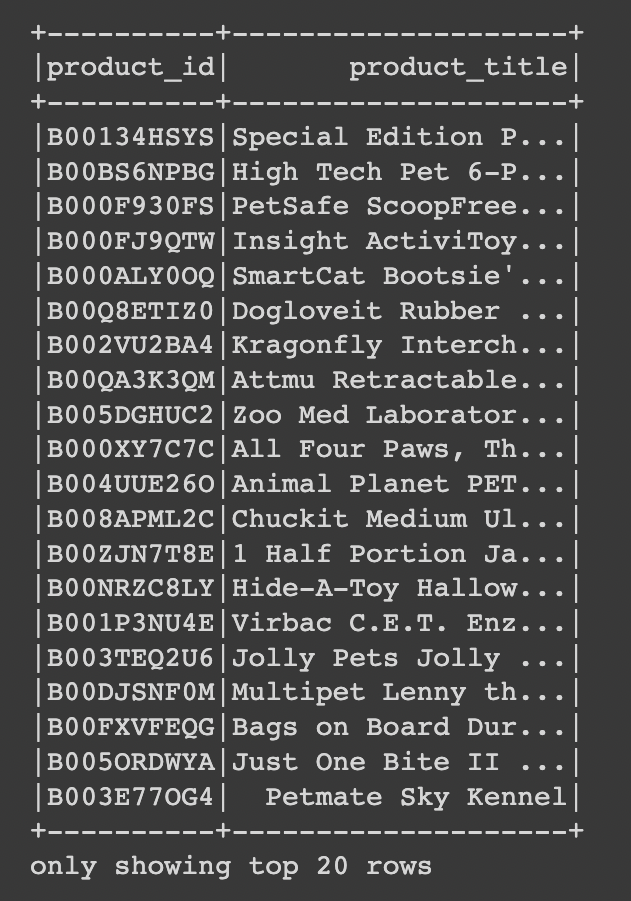 +----------+--------------------+
|product_id|       product_title|
+----------+--------------------+
|B00134HSYS|Special Edition P...|
|B00BS6NPBG|High Tech Pet 6-P...|
|B000F930FS|PetSafe ScoopFree...|
|B000FJ9QTW|Insight ActiviToy...|
|B000ALY0OQ|SmartCat Bootsie'...|
|B00Q8ETIZ0|Dogloveit Rubber ...|
|B002VU2BA4|Kragonfly Interch...|
|B00QA3K3QM|Attmu Retractable...|
|B005DGHUC2|Zoo Med Laborator...|
|B000XY7C7C|All Four Paws, Th...|
|B004UUE26O|Animal Planet PET...|
|B008APML2C|Chuckit Medium Ul...|
|B00ZJN7T8E|1 Half Portion Ja...|
|B00NRZC8LY|Hide-A-Toy Hallow...|
|B001P3NU4E|Virbac C.E.T. Enz...|
|B003TEQ2U6|Jolly Pets Jolly ...|
|B00DJSNF0M|Multipet Lenny th...|
|B00FXVFEQG|Bags on Board Dur...|
|B005ORDWYA|Just One Bite II ...|
|B003E77OG4|  Petmate Sky Kennel|
+----------+--------------------+
only showing top 20 rows